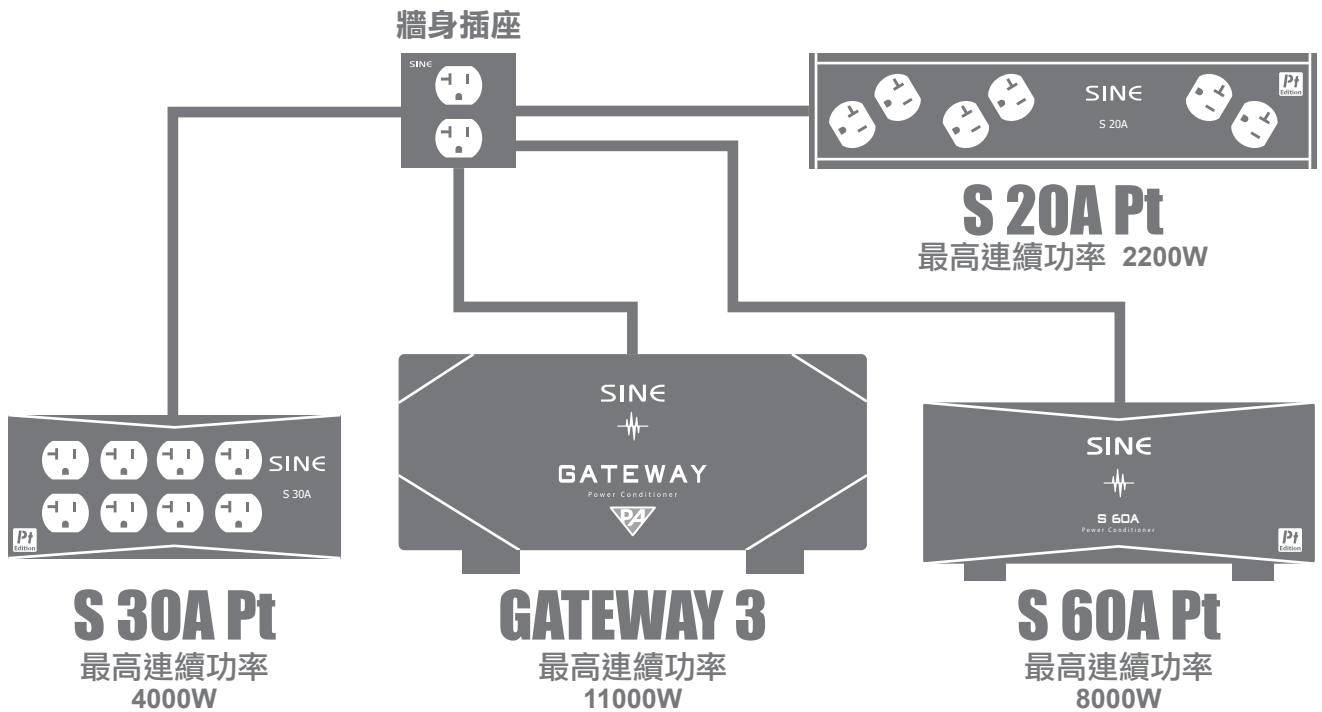 牆身插座
SINE
SINE
S 20A
Pt
Edition
S 20A Pt
最高連續功率 2200W
SINE
S 30A
Pt
Edition
S 30A Pt
最高連續功率
4000W
SINE
GATEWAY
Power Conditioner
PA
GATEWAY 3
最高連續功率
11000W
SINE
S 60A
Power Conditioner
Pt
Edition
S 60A Pt
最高連續功率
8000W